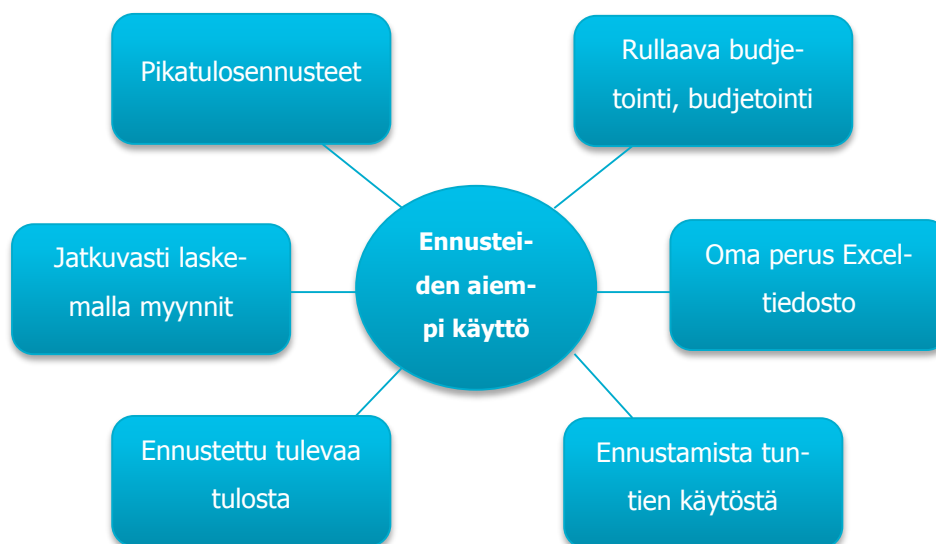 Pikatulosennusteet
Rullaava budje-
tointi, budjetointi
Jatkuvasti laske-
malla myynnit
Ennustei-
den aiem-
pi käyttö
Oma perus Excel-
tiedosto
Ennustettu tulevaa
tulosta
Ennustamista tun-
tien käytöstä